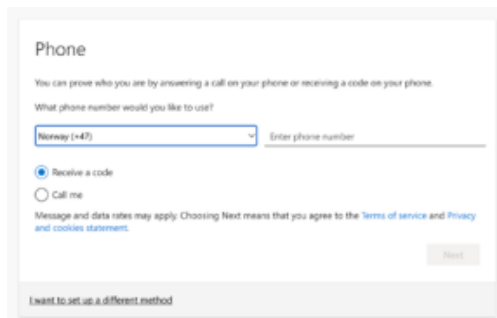 Phone
You can prove who you are by answering a call on your phone or receiving a code on your phone.
What phone number would you like to use?
Norway (+47)
Enter phone number
Receive a code
Call me
Message and data rates may apply. Choosing Next means that you agree to the Terms of service and Privacy
and cookies statement.
Next
I want to set up a different method